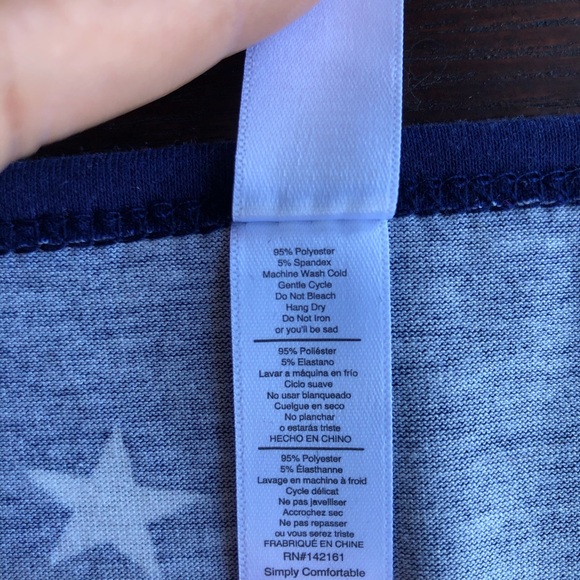 95% Polyester
5% Spandex
Machine Wash Cold
Gentle Cycle
Do Not Bleach
Hang Dry
Do Not Iron
or you'll be sad
95% Poliéster
5% Elastano
Lavar a máquina en frío
Ciclo suave
No usar blanqueado
Cuelgue en seco
No planchar
o estarás triste
HECHO EN CHINO
95% Polyester
5% Élasthanne
Lavage en machine à froid
Cycle délicat
Ne pas javelliser
Accrochez sec
Ne pas repasser
ou vous serez triste
FRABRIQUÉ EN CHINE
RN#142161
Simply Comfortable